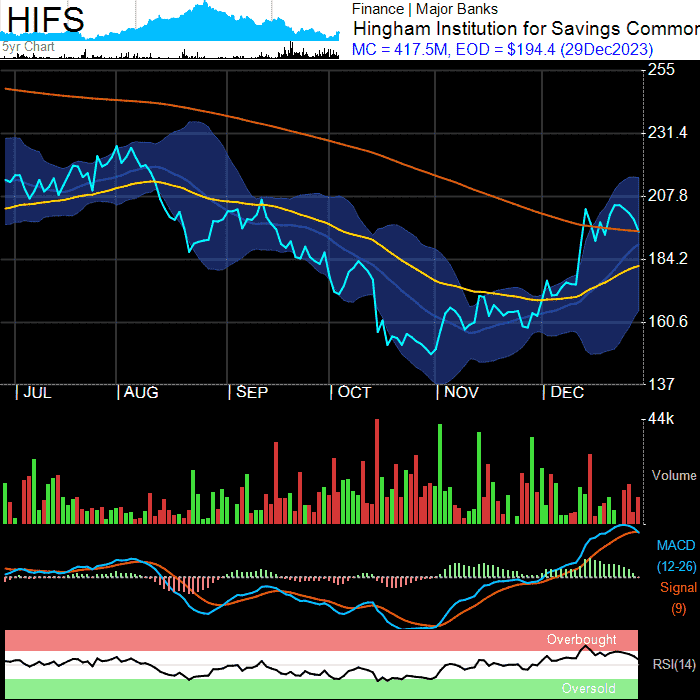 HIFS
5yr Chart
Finance | Major Banks
Hingham Institution for Savings Common
MC = 417.5M, EOD = $194.4 (29Dec2023)
255
231.4
207.8
184.2
160.6
137
| JUL | AUG | SEP | OCT | NOV | DEC
44k
Volume
MACD
(12-26)
Signal
(9)
Overbought
RSI(14)
Oversold